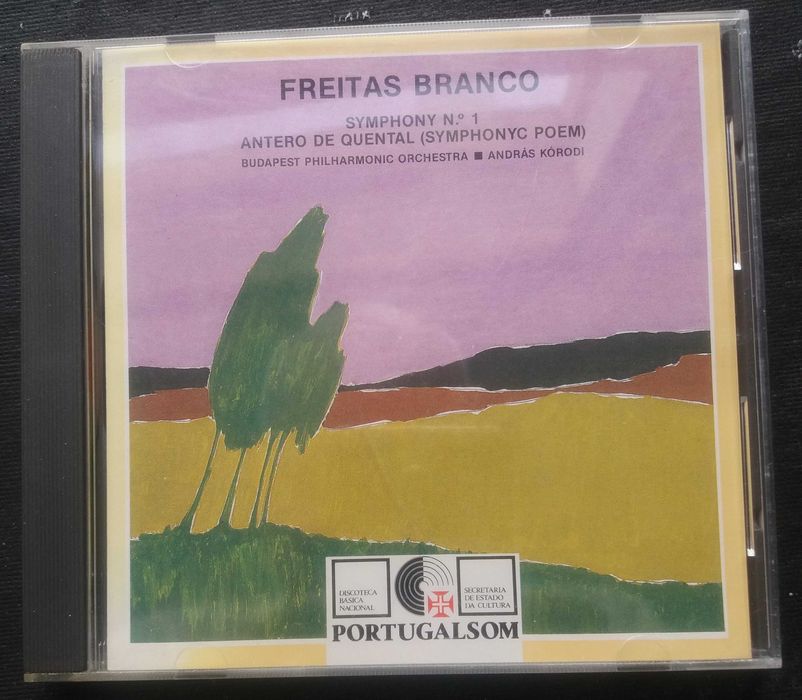 FREITAS BRANCO
SYMPHONY N.º 1
ANTERO DE QUENTAL (SYMPHONYC POEM)
BUDAPEST PHILHARMONIC ORCHESTRA ■ ANDRÁS KÓRODI
DISCOTECA
BASICA
NACIONAL
SECRETARIA
DE ESTADO
DA CULTURA
PORTUGALSOM